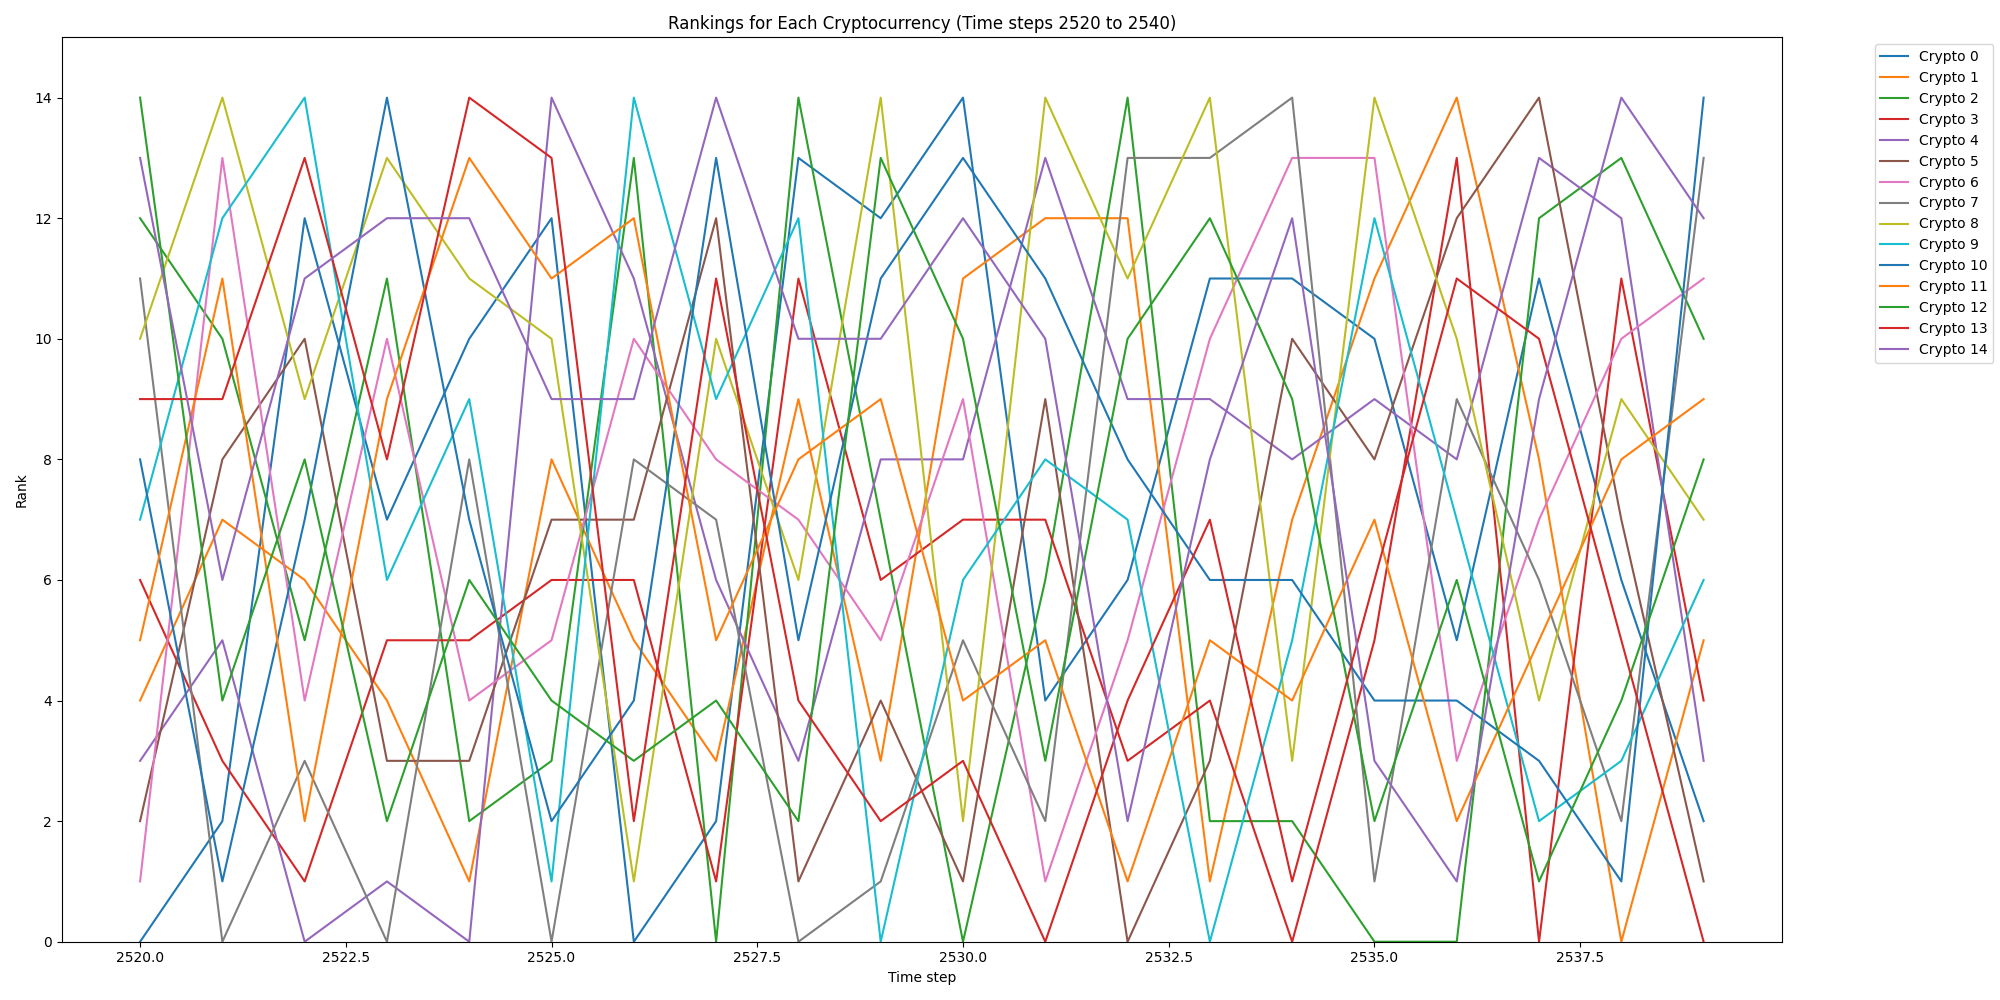 Rankings for Each Cryptocurrency (Time steps 2520 to 2540)
Rank
14
12
10
8
6
4
2
0
2520.0 2522.5 2525.0 2527.5 2530.0 2532.5 2535.0 2537.5
Time step
Crypto 0
Crypto 1
Crypto 2
Crypto 3
Crypto 4
Crypto 5
Crypto 6
Crypto 7
Crypto 8
Crypto 9
Crypto 10
Crypto 11
Crypto 12
Crypto 13
Crypto 14